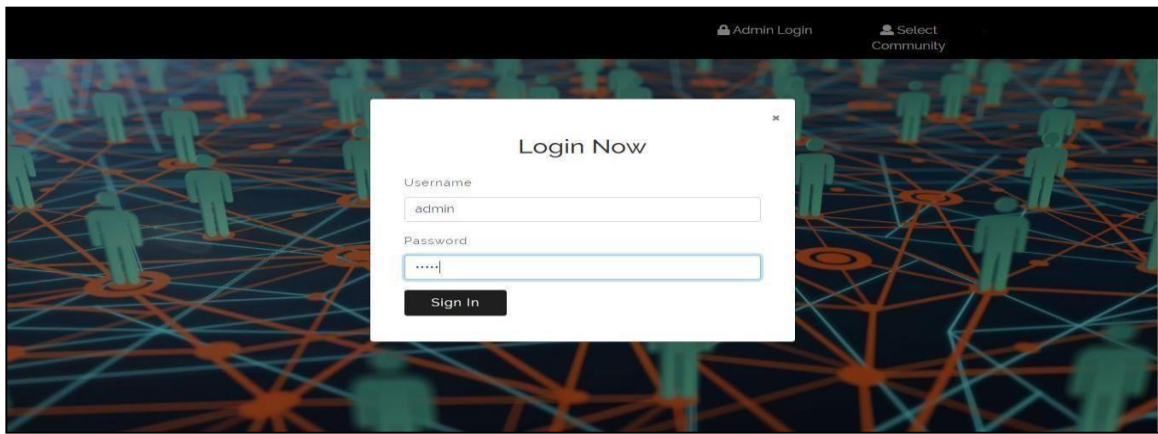 Admin Login
Select
Community
×
Login Now
Username
admin
Password
•••••
Sign In